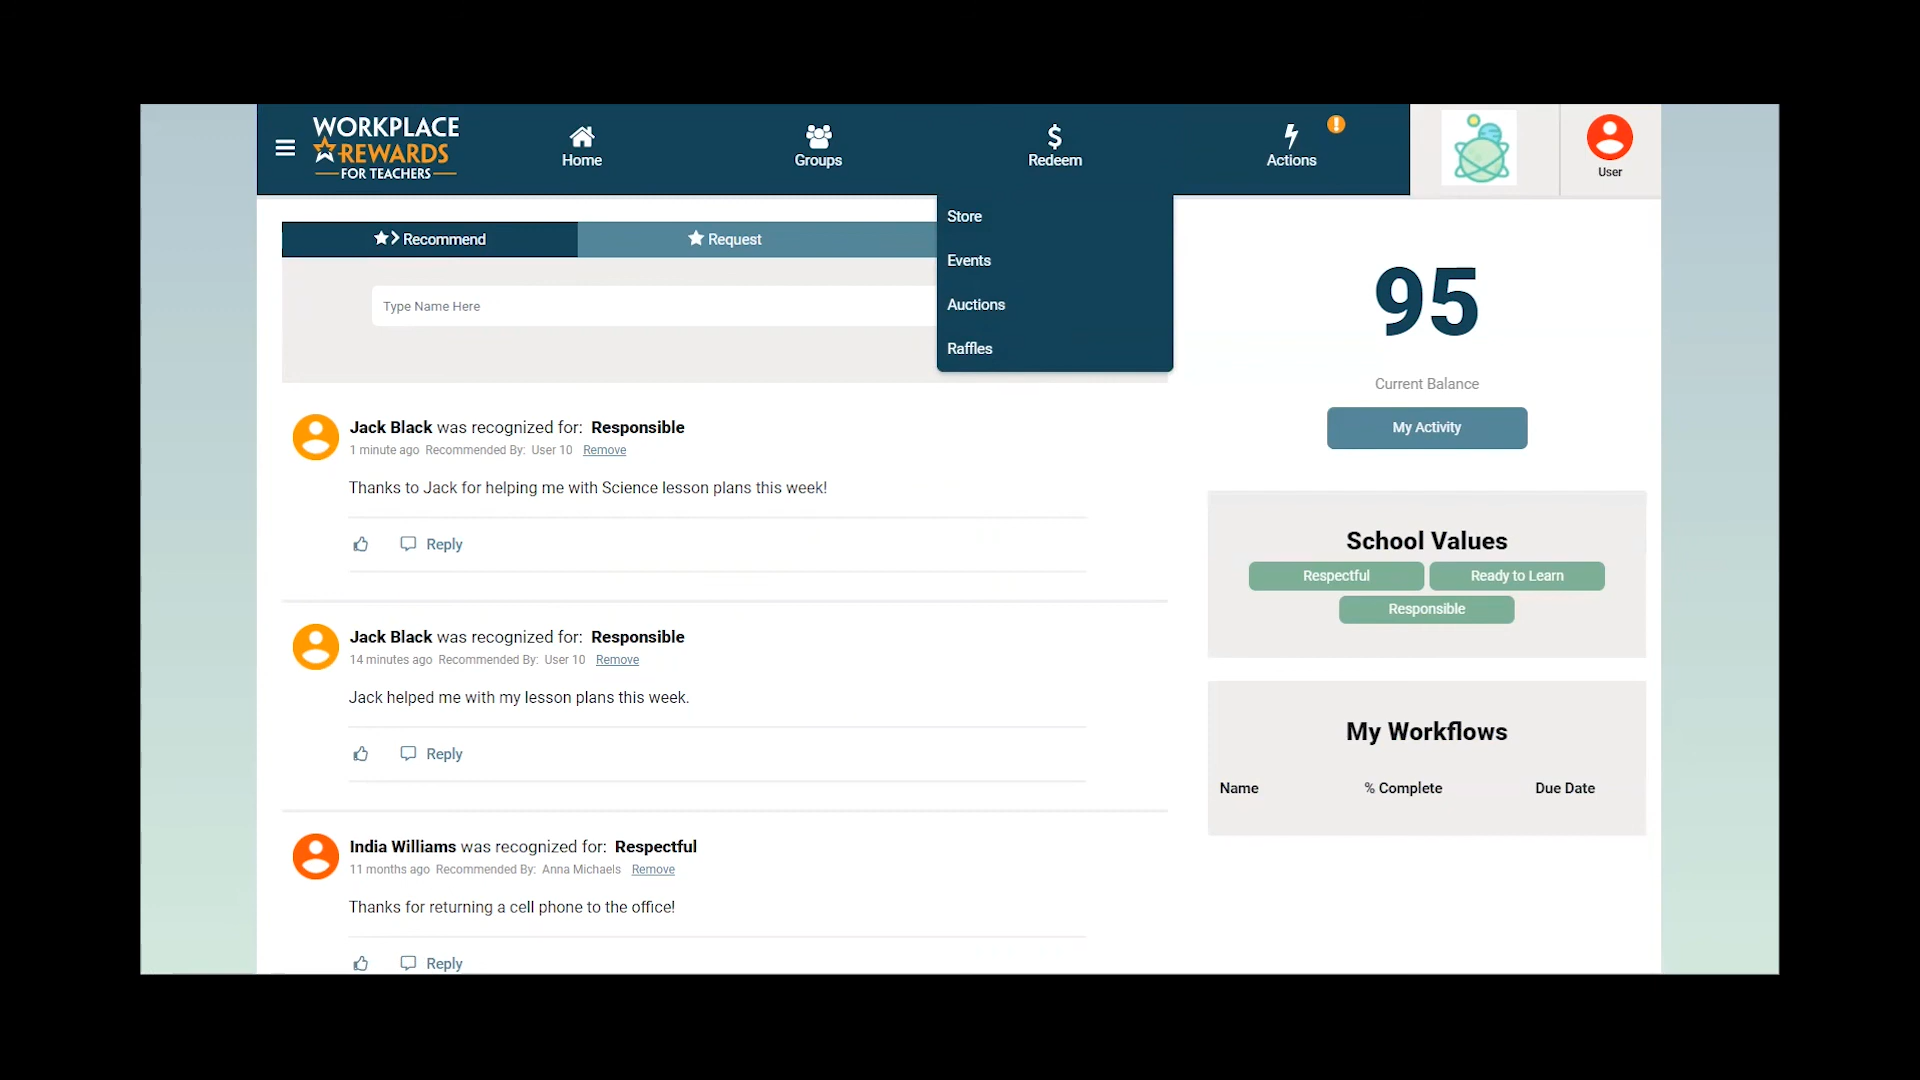 WORKPLACE
REWARDS
FOR TEACHERS
Home
Groups
Redeem
Actions
User
Store
Events
Auctions
Raffles
Recommend
Request
Type Name Here
95
Current Balance
My Activity
Jack Black was recognized for: Responsible
1 minute ago Recommended By: User 10 Remove
Thanks to Jack for helping me with Science lesson plans this week!
Reply
Jack Black was recognized for: Responsible
14 minutes ago Recommended By: User 10 Remove
Jack helped me with my lesson plans this week.
Reply
India Williams was recognized for: Respectful
11 months ago Recommended By: Anna Michaels Remove
Thanks for returning a cell phone to the office!
Reply
School Values
Respectful
Ready to Learn
Responsible
My Workflows
Name % Complete Due Date